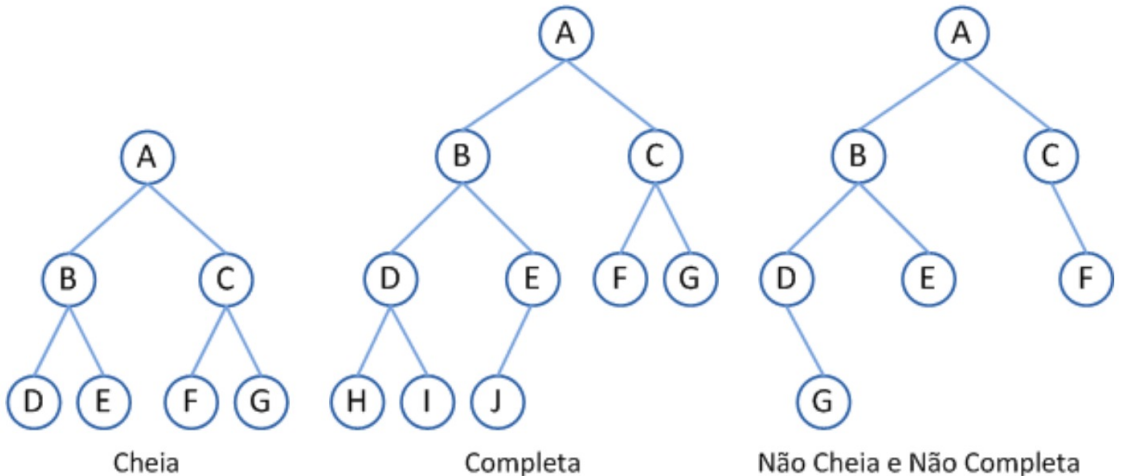 A
B C
D E F G
Cheia
A
B C
D E F G
H I J
Completa
A
B C
D E F
G
Não Cheia e Não Completa